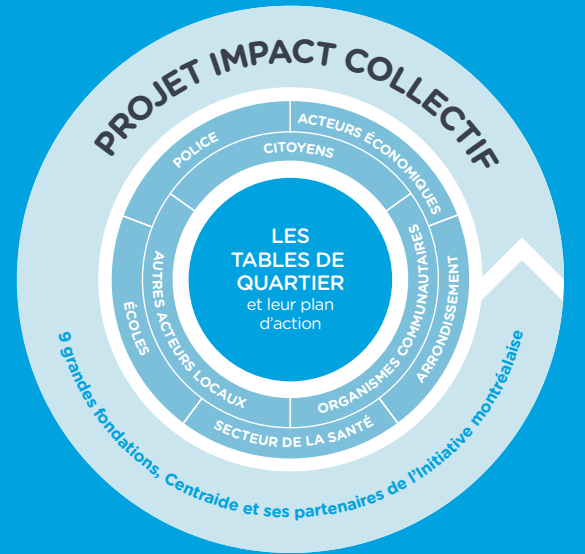 PROJET IMPACT COLLECTIF
POLICE
ACTEURS ÉCONOMIQUES
CITOYENS
LES
TABLES DE
QUARTIER
et leur plan
d'action
AUTRES ACTEURS LOCAUX
ORGANISMES COMMUNAUTAIRES
ÉCOLES
ARRONDISSEMENT
SECTEUR DE LA SANTÉ
9 grandes fondations, Centraide et ses partenaires de l'Initiative montréalaise